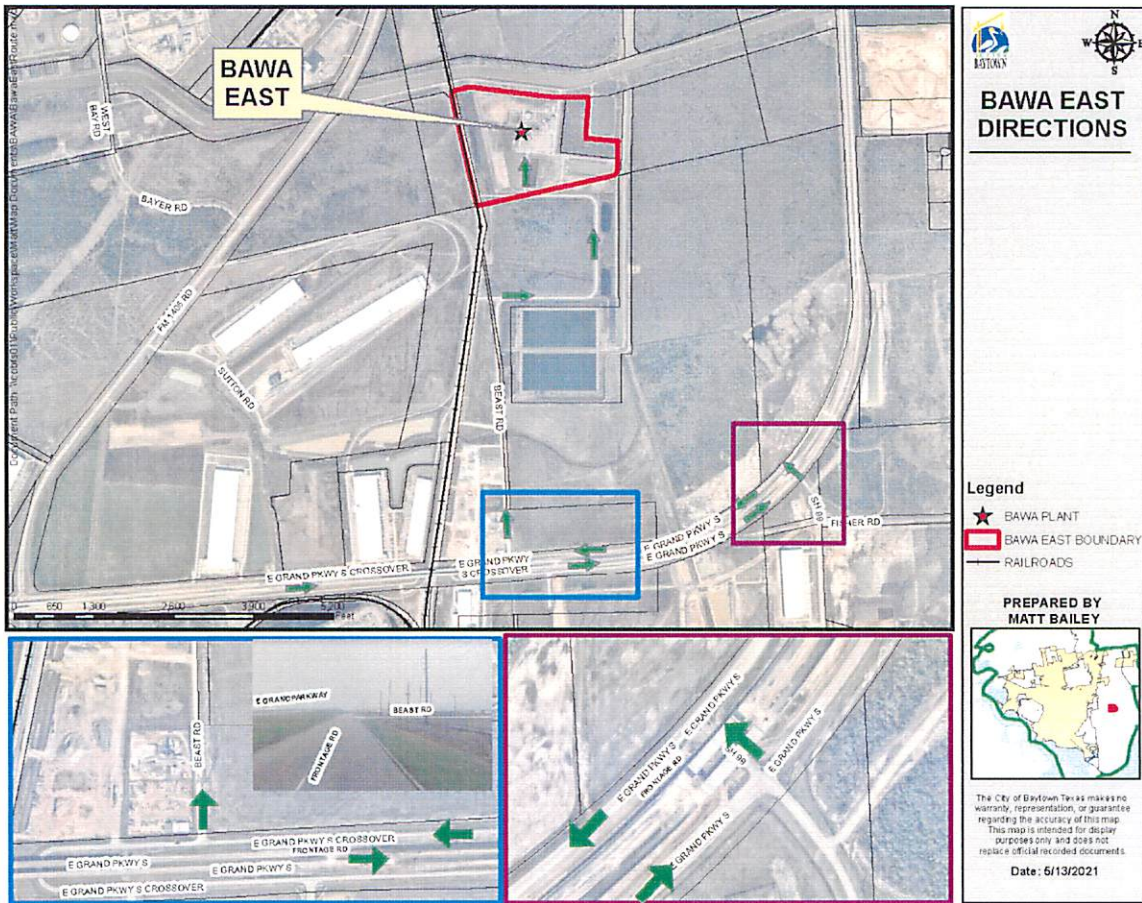 BAWA
EAST
WEST
BAY RD
BAYER RD
FM 1405 RD
SUTTON RD
BEAST RD
SH 99
FISHER RD
E GRAND PKWY S
E GRAND PKWY S
E GRAND PKWY S CROSSOVER
E GRAND PKWY
S CROSSOVER
0 650 1,300 2,600 3,900 5,200
Feet
BEAST RD
E GRAND PARKWAY
BEAST RD
FRONTAGE RD
E GRAND PKWY S CROSSOVER
FRONTAGE RD
E GRAND PKWY S
E GRAND PKWY S
E GRAND PKWY S CROSSOVER
E GRAND PKWY S
E GRAND PKWY S
FRONTAGE RD
SH 99
E GRAND PKWY S
E GRAND PKWY S
BAYTOWN
N
W E
S
BAWA EAST
DIRECTIONS
Legend
BAWA PLANT
BAWA EAST BOUNDARY
RAILROADS
PREPARED BY
MATT BAILEY
The City of Baytown Texas makes no
warranty, representation, or guarantee
regarding the accuracy of this map.
This map is intended for display
purposes only and does not
replace official recorded documents.
Date: 5/13/2021